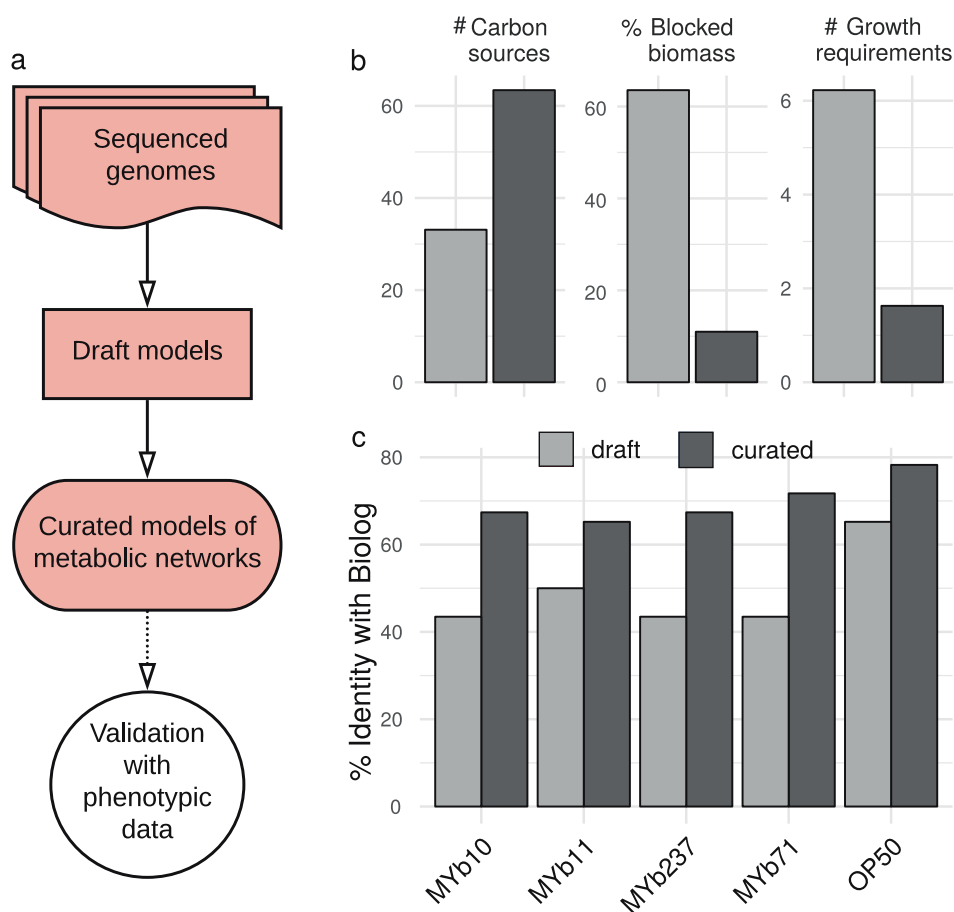 a
Sequenced
genomes
Draft models
Curated models of
metabolic networks
Validation
with
phenotypic
data
b
# Carbon
sources
60
40
20
0
% Blocked
biomass
60
40
20
0
# Growth
requirements
6
4
2
0
c
draft
curated
% Identity with Biolog
80
60
40
20
0
MYb10
MYb11
MYb237
MYb71
OP50